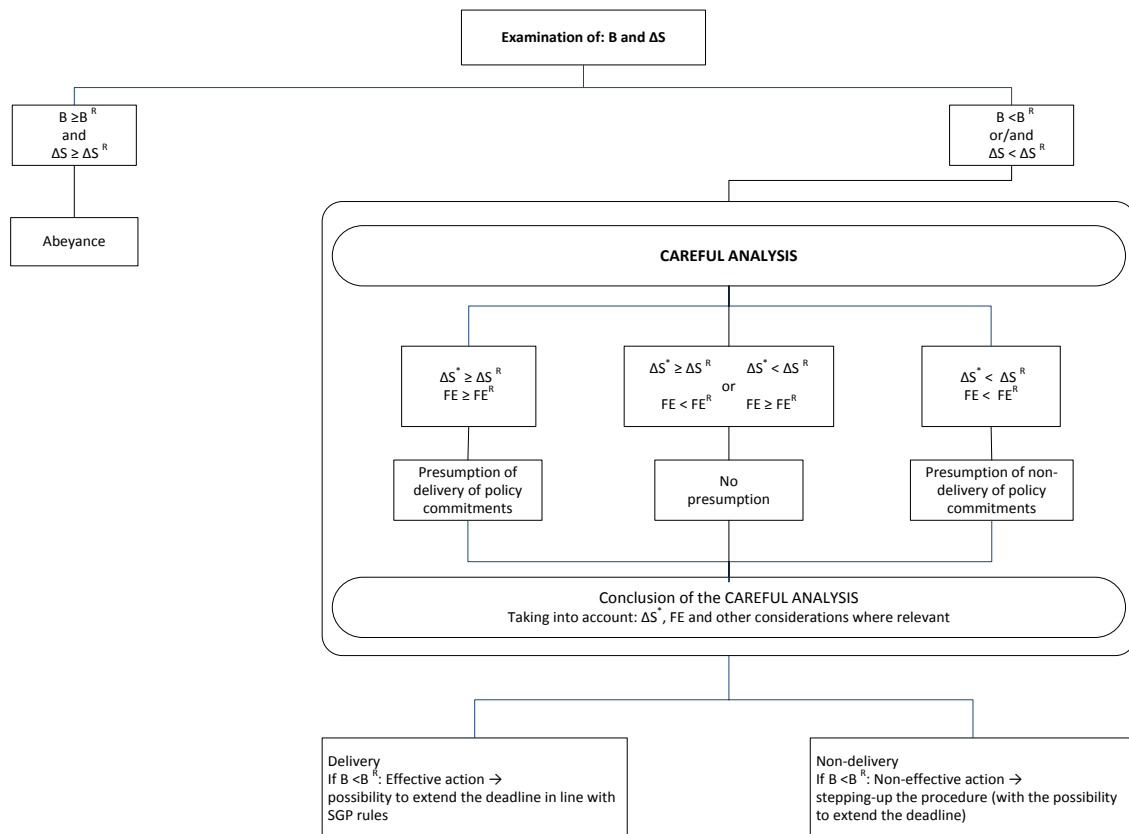 Examination of: B and ΔS
B ≥B ᴿ
and
ΔS ≥ ΔS ᴿ
B <B ᴿ
or/and
ΔS < ΔS ᴿ
Abeyance
CAREFUL ANALYSIS
ΔS* ≥ ΔS ᴿ
FE ≥ FEᴿ
ΔS* ≥ ΔS ᴿ ΔS* < ΔS ᴿ
or
FE < FEᴿ FE ≥ FEᴿ
ΔS* < ΔS ᴿ
FE < FEᴿ
Presumption of
delivery of policy
commitments
No
presumption
Presumption of non-
delivery of policy
commitments
Conclusion of the CAREFUL ANALYSIS
Taking into account: ΔS*, FE and other considerations where relevant
Delivery
If B <B ᴿ: Effective action →
possibility to extend the deadline in line with
SGP rules
Non-delivery
If B <B ᴿ: Non-effective action →
stepping-up the procedure (with the possibility
to extend the deadline)